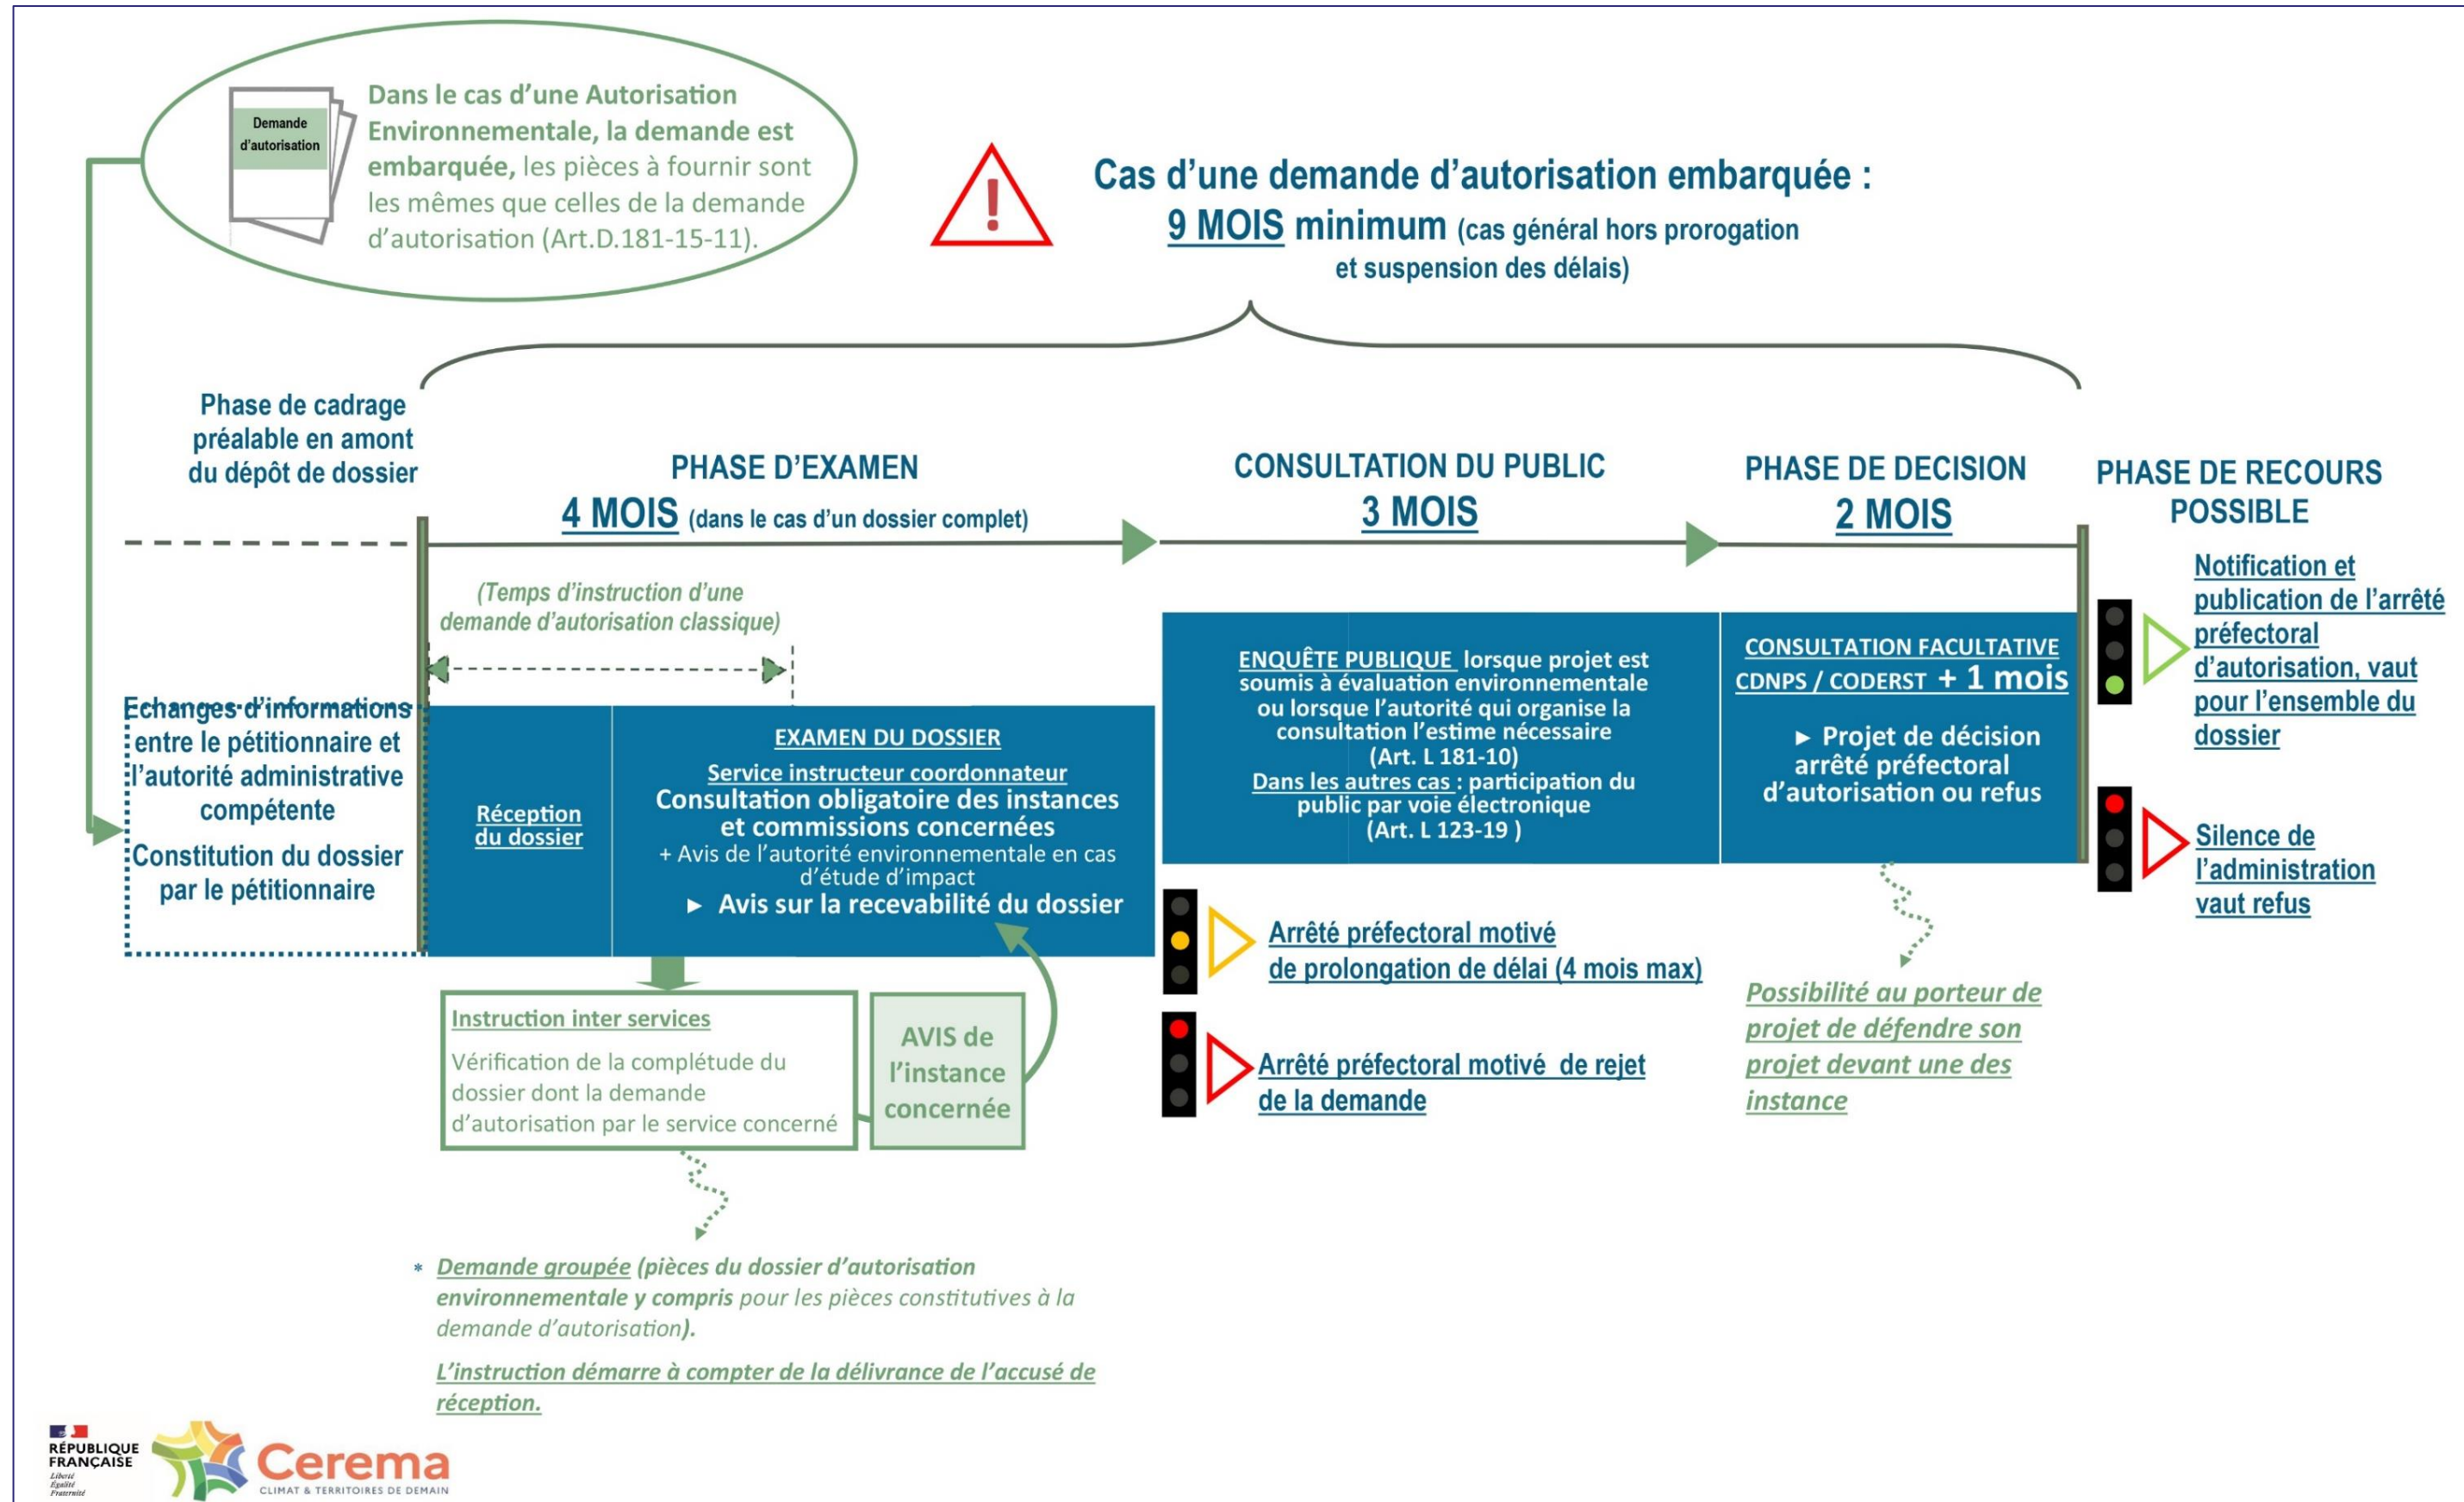 Demande
d'autorisation
Dans le cas d'une Autorisation
Environnementale, la demande est
embarquée, les pièces à fournir sont
les mêmes que celles de la demande
d'autorisation (Art.D.181-15-11).
!
Cas d'une demande d'autorisation embarquée :
9 MOIS minimum (cas général hors prorogation
et suspension des délais)
Phase de cadrage
préalable en amont
du dépôt de dossier
PHASE D'EXAMEN
4 MOIS (dans le cas d'un dossier complet)
CONSULTATION DU PUBLIC
3 MOIS
PHASE DE DECISION
2 MOIS
PHASE DE RECOURS
POSSIBLE
(Temps d'instruction d'une
demande d'autorisation classique)
Echanges d'informations
entre le pétitionnaire et
l'autorité administrative
compétente
Constitution du dossier
par le pétitionnaire
Réception
du dossier
EXAMEN DU DOSSIER
Service instructeur coordonnateur
Consultation obligatoire des instances
et commissions concernées
+ Avis de l'autorité environnementale en cas
d'étude d'impact
► Avis sur la recevabilité du dossier
ENQUÊTE PUBLIQUE lorsque projet est
soumis à évaluation environnementale
ou lorsque l'autorité qui organise la
consultation l'estime nécessaire
(Art. L 181-10)
Dans les autres cas : participation du
public par voie électronique
(Art. L 123-19 )
CONSULTATION FACULTATIVE
CDNPS / CODERST + 1 mois
► Projet de décision
arrêté préfectoral
d'autorisation ou refus
Notification et
publication de l'arrêté
préfectoral
d'autorisation, vaut
pour l'ensemble du
dossier
Silence de
l'administration
vaut refus
Arrêté préfectoral motivé
de prolongation de délai (4 mois max)
Arrêté préfectoral motivé de rejet
de la demande
Possibilité au porteur de
projet de défendre son
projet devant une des
instance
Instruction inter services
Vérification de la complétude du
dossier dont la demande
d'autorisation par le service concerné
AVIS de
l'instance
concernée
* Demande groupée (pièces du dossier d'autorisation
environnementale y compris pour les pièces constitutives à la
demande d'autorisation).
L'instruction démarre à compter de la délivrance de l'accusé de
réception.
RÉPUBLIQUE
FRANÇAISE
Liberté
Égalité
Fraternité
Cerema
CLIMAT & TERRITOIRES DE DEMAIN